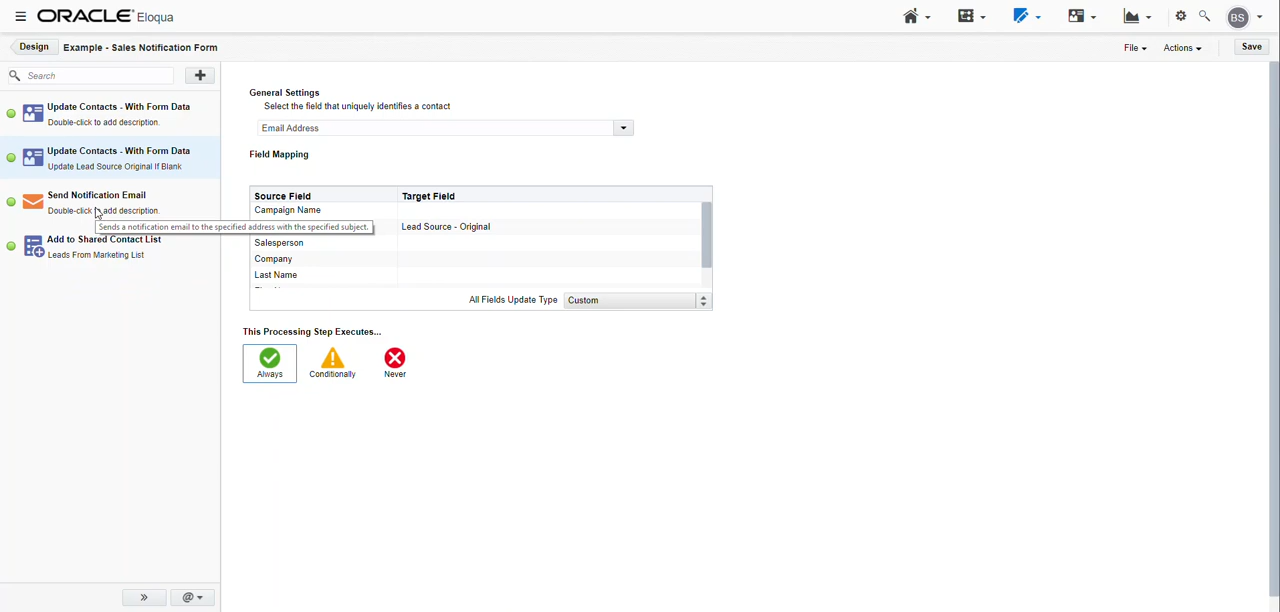 ORACLE Eloqua
BS
Design
Example - Sales Notification Form
File
Actions
Save
Search
Update Contacts - With Form Data
Double-click to add description.
Update Contacts - With Form Data
Update Lead Source Original If Blank
Send Notification Email
Double-click to add description.
Sends a notification email to the specified address with the specified subject.
Add to Shared Contact List
Leads From Marketing List
General Settings
Select the field that uniquely identifies a contact
Email Address
Field Mapping
Source Field Target Field
Campaign Name
Lead Source - Original
Salesperson
Company
Last Name
All Fields Update Type Custom
This Processing Step Executes...
Always Conditionally Never
» @